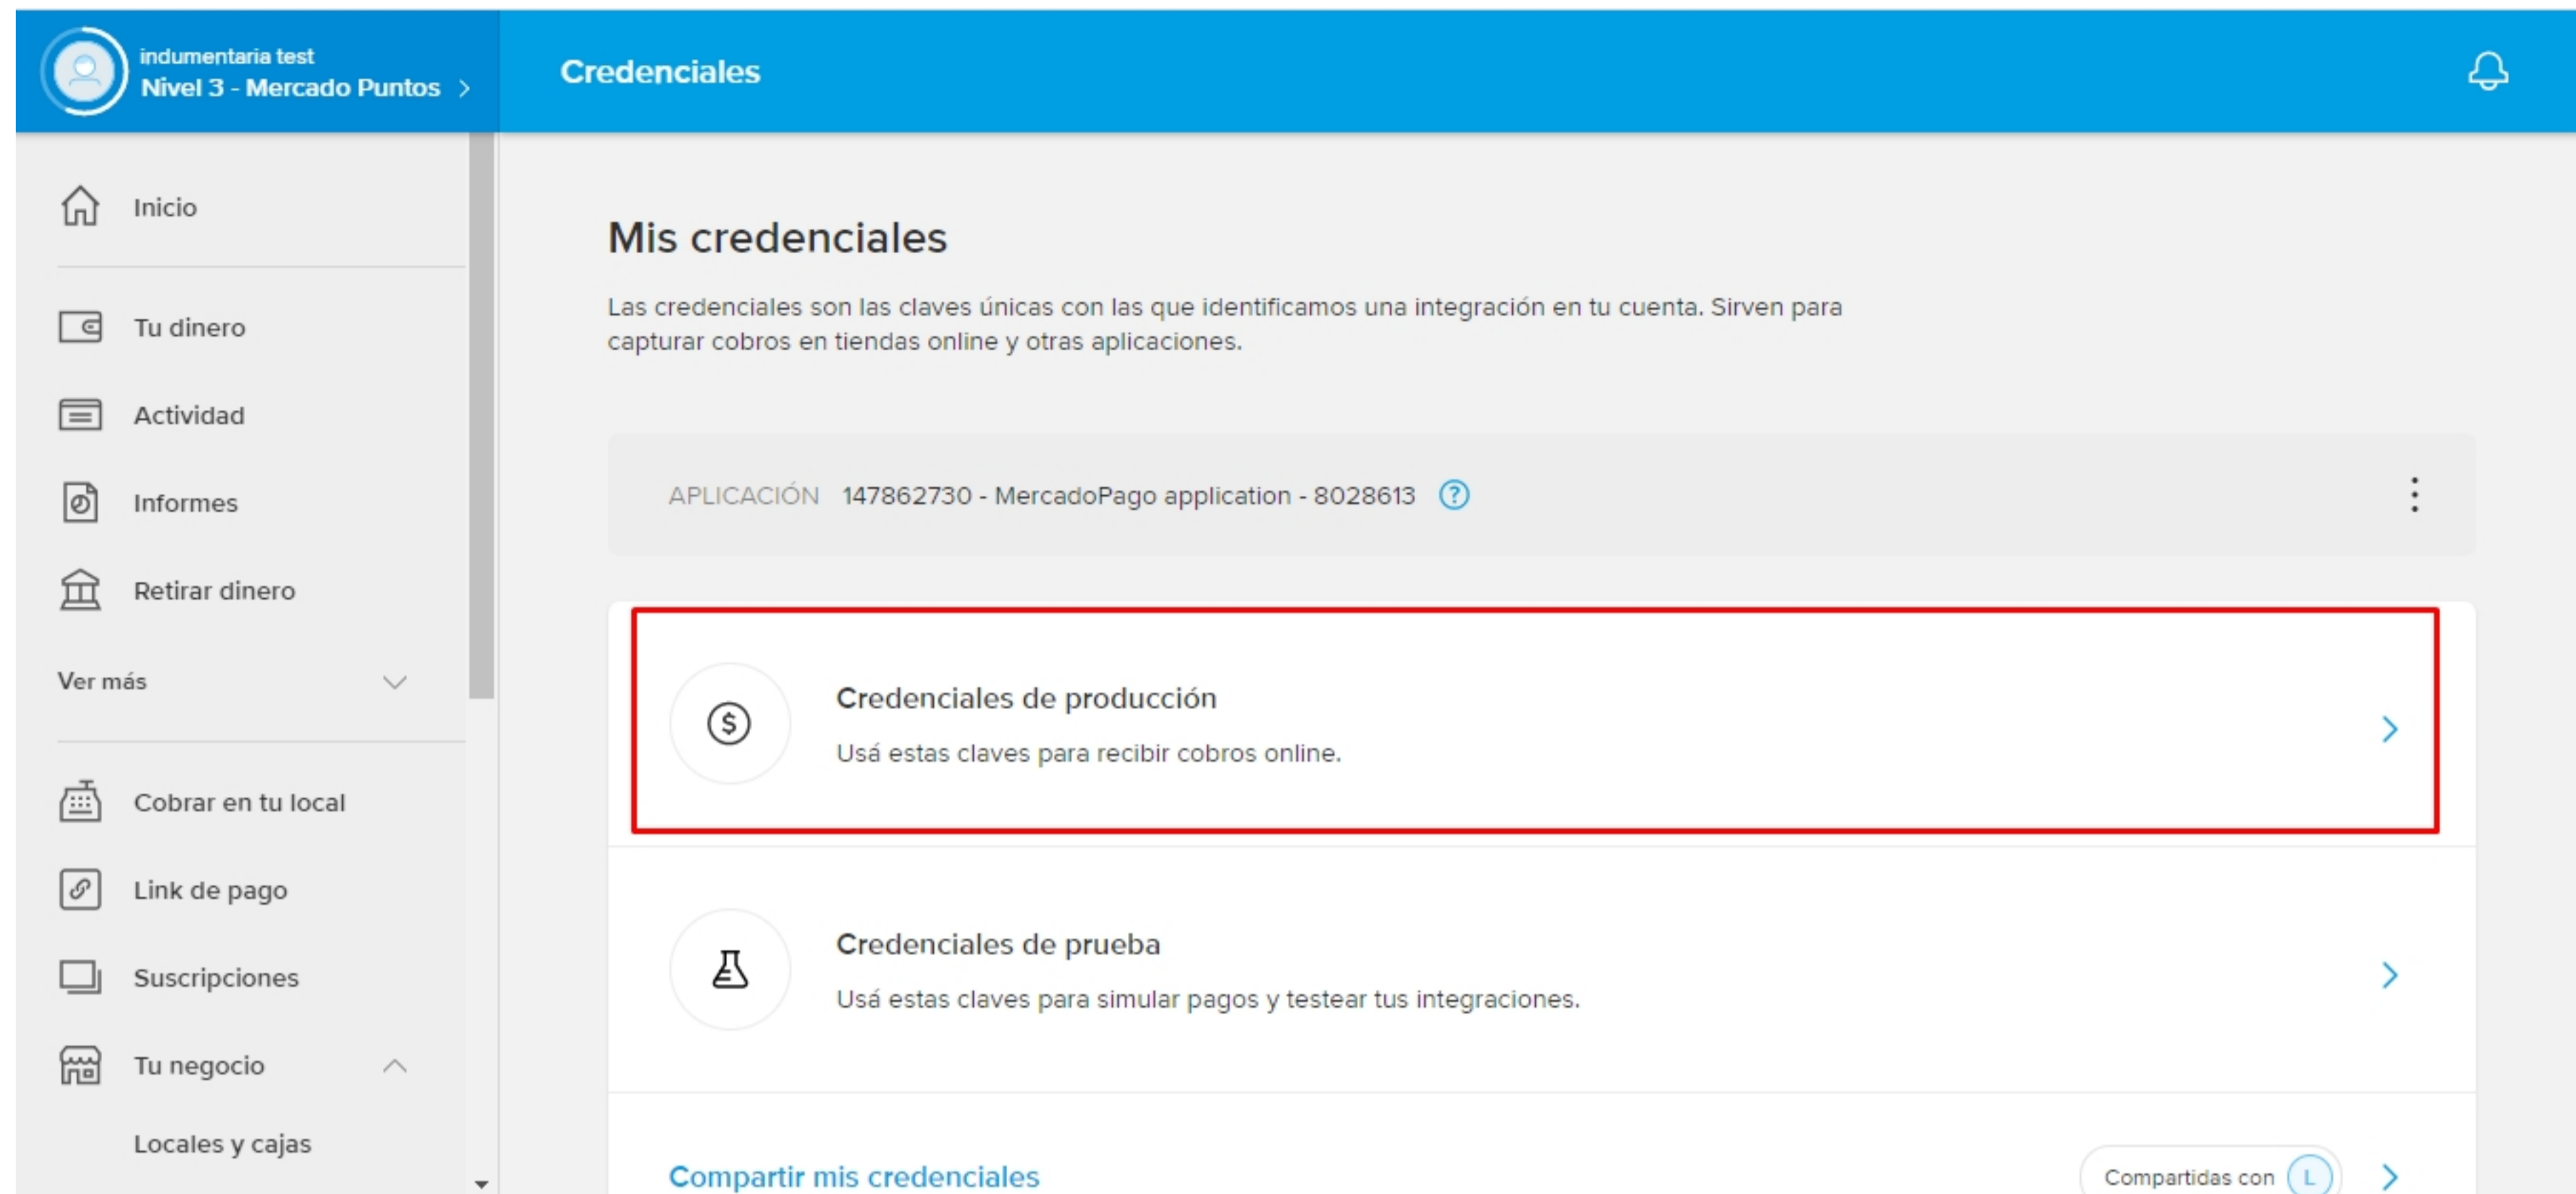 indumentaria test
Nivel 3 - Mercado Puntos
Credenciales
Inicio
Tu dinero
Actividad
Informes
Retirar dinero
Ver más
Cobrar en tu local
Link de pago
Suscripciones
Tu negocio
Locales y cajas
Mis credenciales
Las credenciales son las claves únicas con las que identificamos una integración en tu cuenta. Sirven para
capturar cobros en tiendas online y otras aplicaciones.
APLICACIÓN 147862730 - MercadoPago application - 8028613 ?
Credenciales de producción
Usá estas claves para recibir cobros online.
Credenciales de prueba
Usá estas claves para simular pagos y testear tus integraciones.
Compartir mis credenciales
Compartidas con L